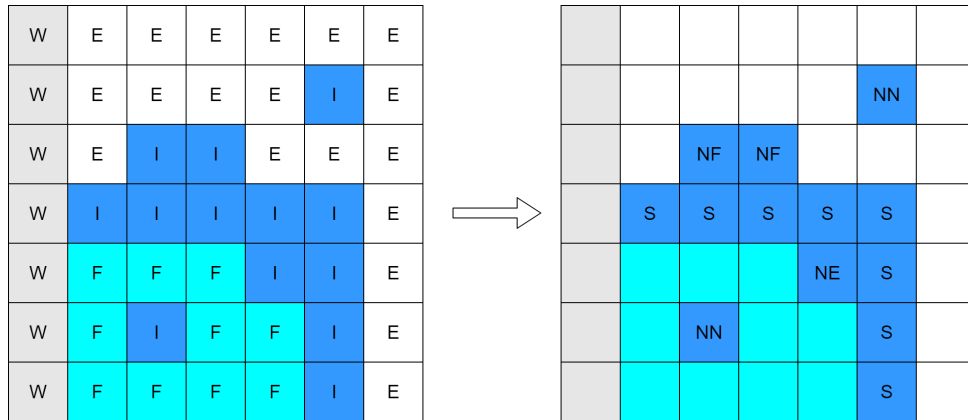 W E E E E E E
W E E E E I E NN
W E I I E E E NF NF
W I I I I I E S S S S S
W F F F I I E NE S
W F I F F I E NN S
W F F F F I E S